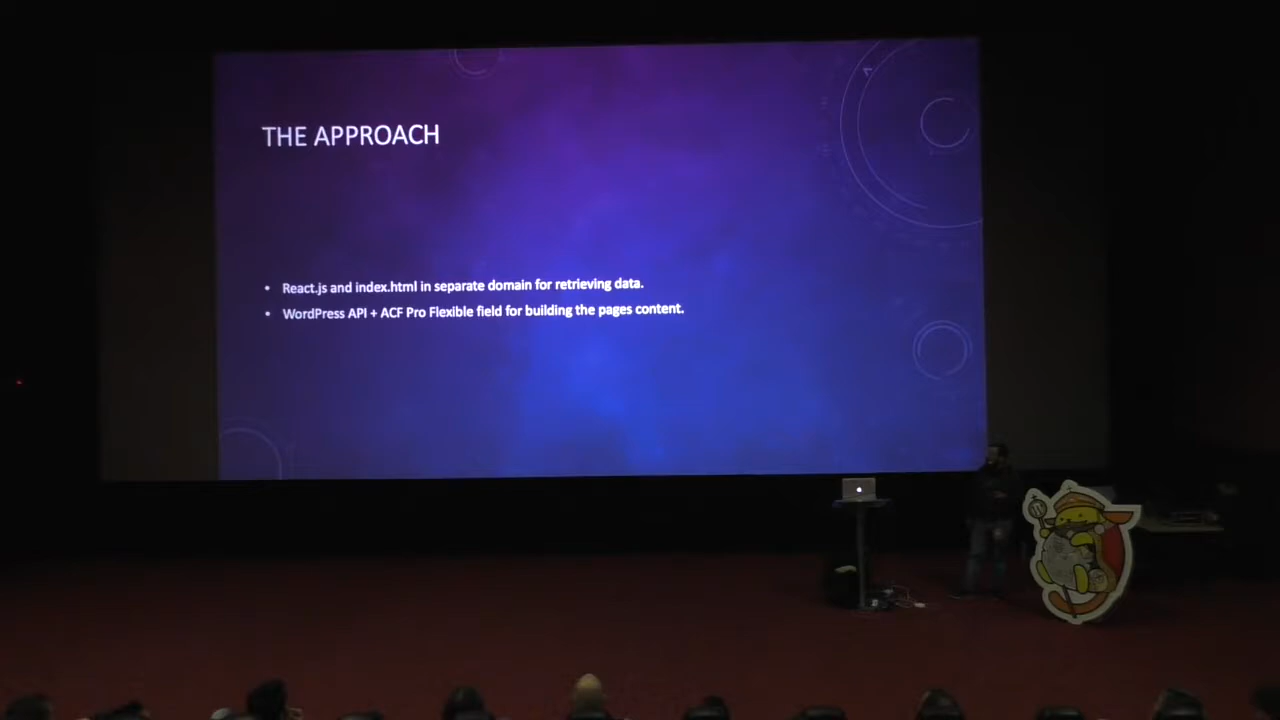 THE APPROACH
• React.js and index.html in separate domain for retrieving data.
• WordPress API + ACF Pro Flexible field for building the pages content.